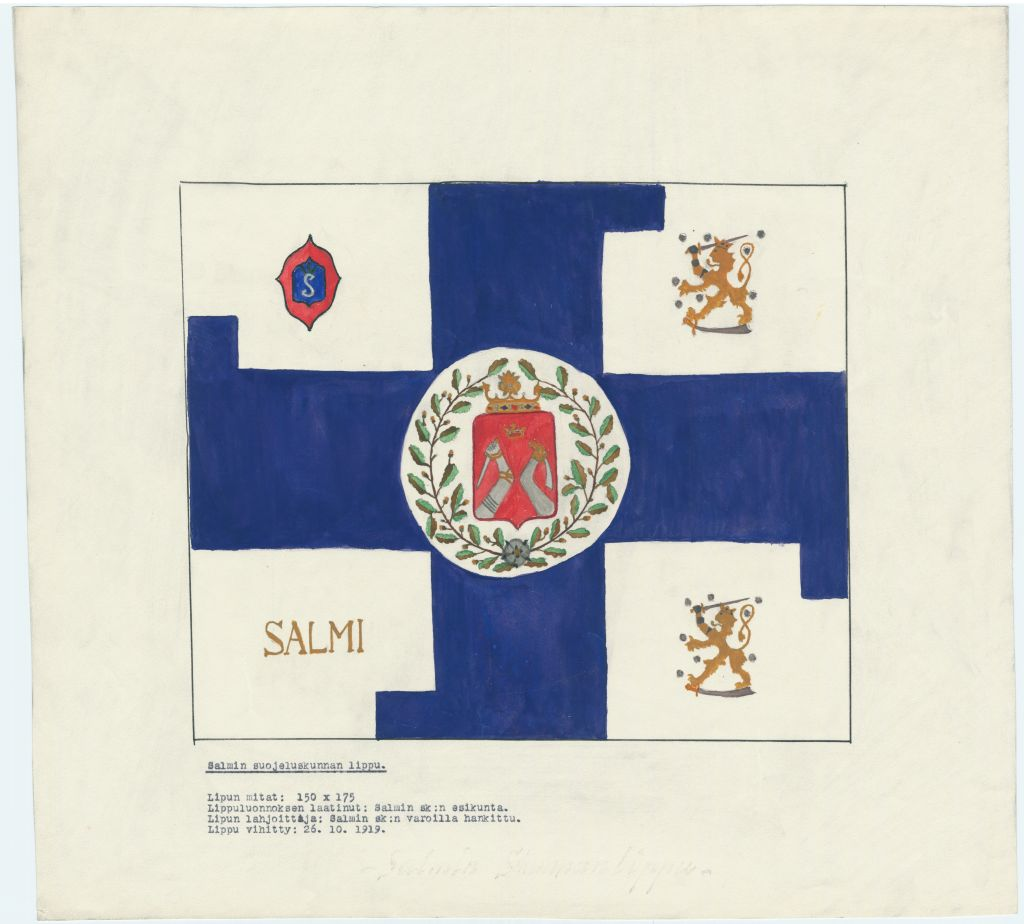 S
SALMI
Salmin suojeluskunnan lippu.
Lipun mitat: 150 x 175
Lippuluonnoksen laatinut: Salmin sk:n esikunta.
Lipun lahjoittaja: Salmin sk:n varoilla hankittu.
Lippu vihitty: 26. 10. 1919.